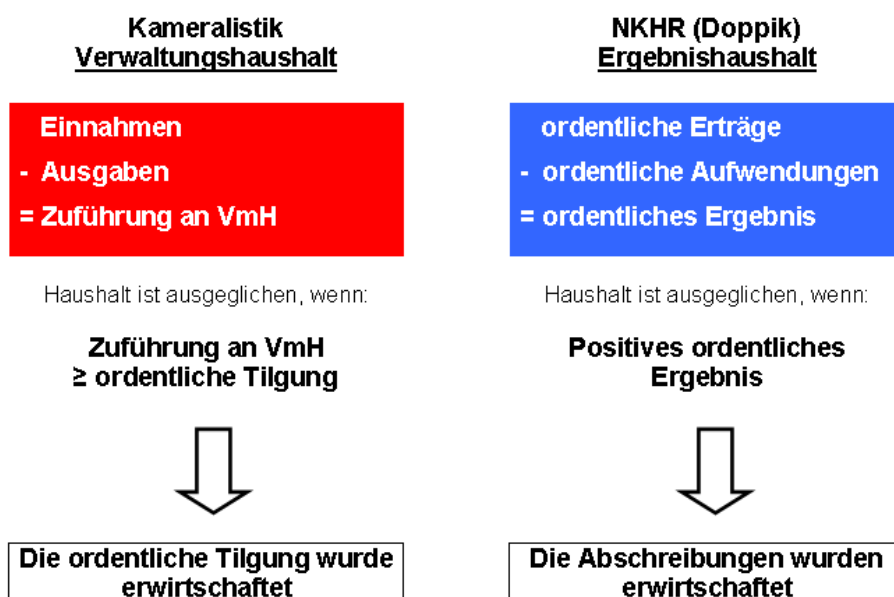 Kameralistik
Verwaltungshaushalt
Einnahmen
- Ausgaben
= Zuführung an VmH
Haushalt ist ausgeglichen, wenn:
Zuführung an VmH
≥ ordentliche Tilgung
Die ordentliche Tilgung wurde
erwirtschaftet
NKHR (Doppik)
Ergebnishaushalt
ordentliche Erträge
- ordentliche Aufwendungen
= ordentliches Ergebnis
Haushalt ist ausgeglichen, wenn:
Positives ordentliches
Ergebnis
Die Abschreibungen wurden
erwirtschaftet